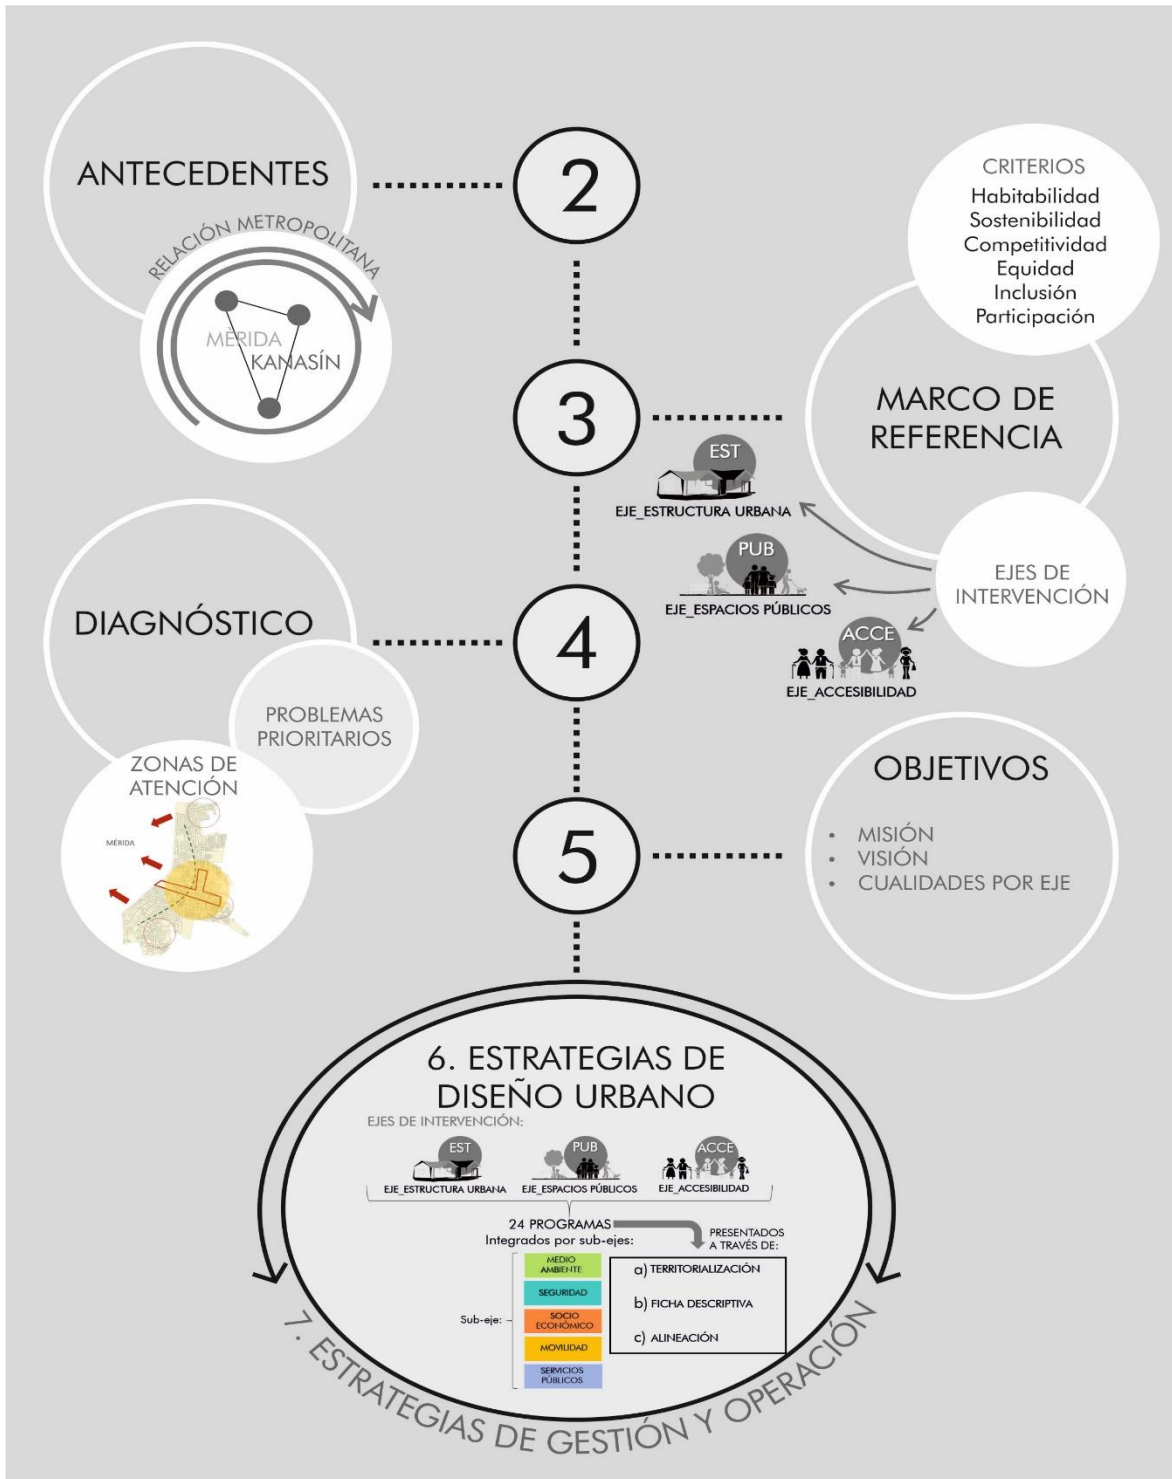 ANTECEDENTES
RELACIÓN METROPOLITANA
MÈRIDA
KANASÍN
2
CRITERIOS
Habitabilidad
Sostenibilidad
Competitividad
Equidad
Inclusión
Participación
3
MARCO DE
REFERENCIA
EST
EJE_ESTRUCTURA URBANA
PUB
EJE_ESPACIOS PÚBLICOS
ACCE
EJE_ACCESIBILIDAD
EJES DE
INTERVENCIÓN
DIAGNÓSTICO
4
PROBLEMAS
PRIORITARIOS
ZONAS DE
ATENCIÓN
MÉRIDA
5
OBJETIVOS
• MISIÓN
• VISIÓN
• CUALIDADES POR EJE
6. ESTRATEGIAS DE
DISEÑO URBANO
EJES DE INTERVENCIÓN:
EST
EJE_ESTRUCTURA URBANA
PUB
EJE_ESPACIOS PÚBLICOS
ACCE
EJE_ACCESIBILIDAD
24 PROGRAMAS
Integrados por sub-ejes:
PRESENTADOS
A TRAVÉS DE:
Sub-eje:
MEDIO
AMBIENTE
SEGURIDAD
SOCIO
ECONÓMICO
MOVILIDAD
SERVICIOS
PÚBLICOS
a) TERRITORIALIZACIÓN
b) FICHA DESCRIPTIVA
c) ALINEACIÓN
7. ESTRATEGIAS DE GESTIÓN Y OPERACIÓN